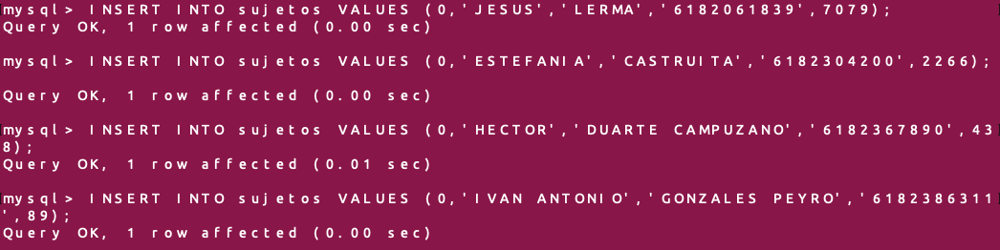 mysql> INSERT INTO sujetos VALUES (0,'JESUS','LERMA','6182061839',7079);
Query OK, 1 row affected (0.00 sec)
mysql> INSERT INTO sujetos VALUES (0,'ESTEFANIA','CASTRUITA','6182304200',2266);
Query OK, 1 row affected (0.00 sec)
mysql> INSERT INTO sujetos VALUES (0,'HECTOR','DUARTE CAMPUZANO','6182367890',43
8);
Query OK, 1 row affected (0.01 sec)
mysql> INSERT INTO sujetos VALUES (0,'IVAN ANTONIO','GONZALES PEYRO','6182386311
',89);
Query OK, 1 row affected (0.00 sec)